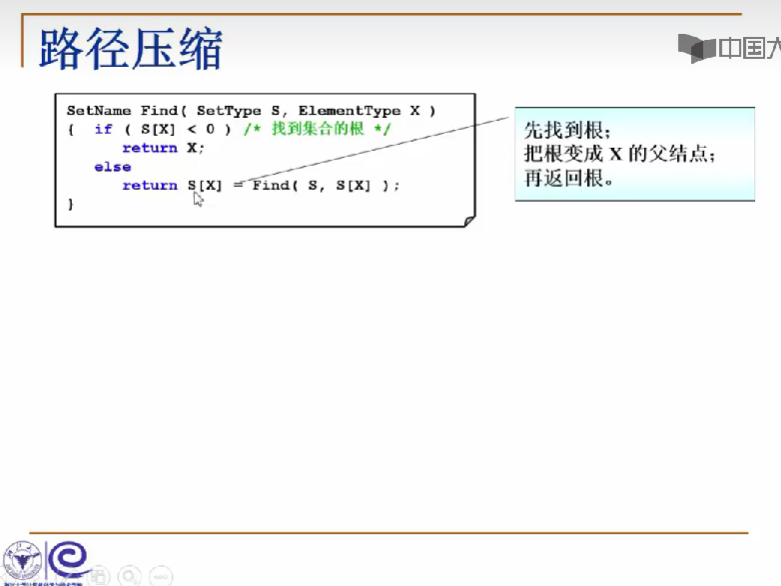 路径压缩
中国大
SetName Find( SetType S, ElementType X )
{ if ( S[X] < 0 ) /* 找到集合的根 */
return X;
else
return S[X] = Find( S, S[X] );
}
先找到根；
把根变成 X 的父结点；
再返回根。